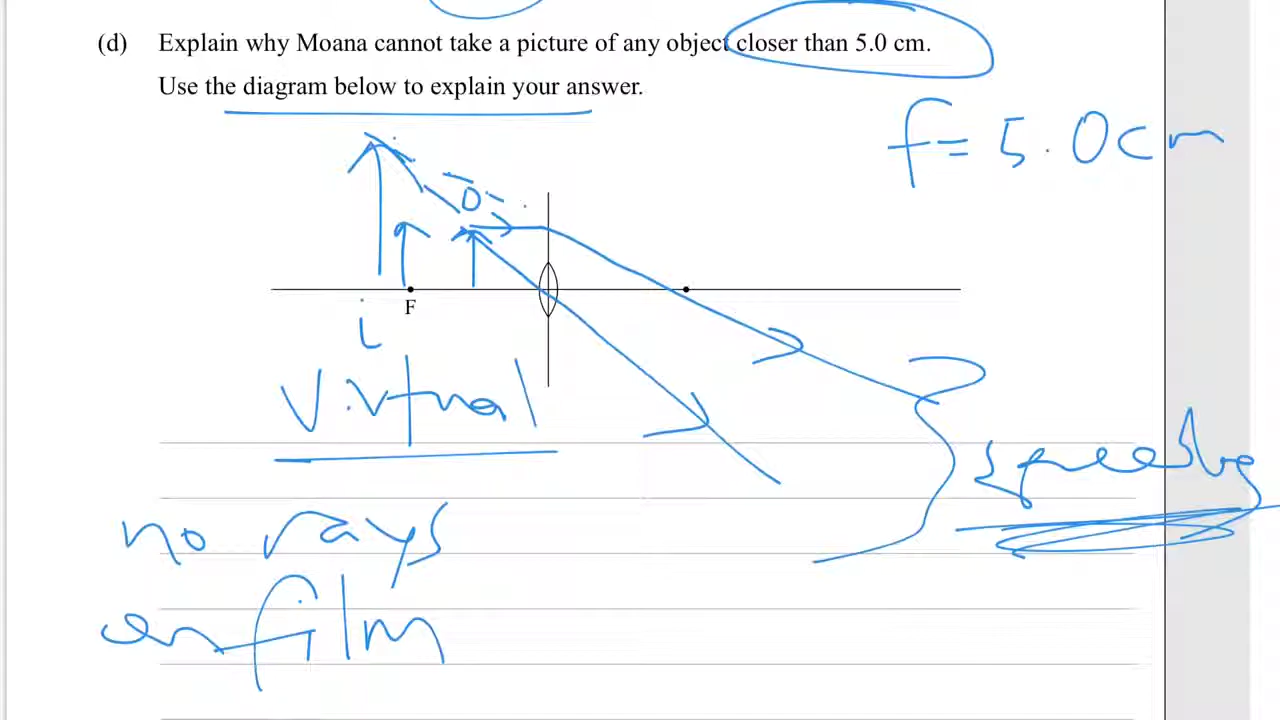 (d) Explain why Moana cannot take a picture of any object closer than 5.0 cm.
Use the diagram below to explain your answer.
f = 5.0cm
O
F
i
virtual
no rays
on film